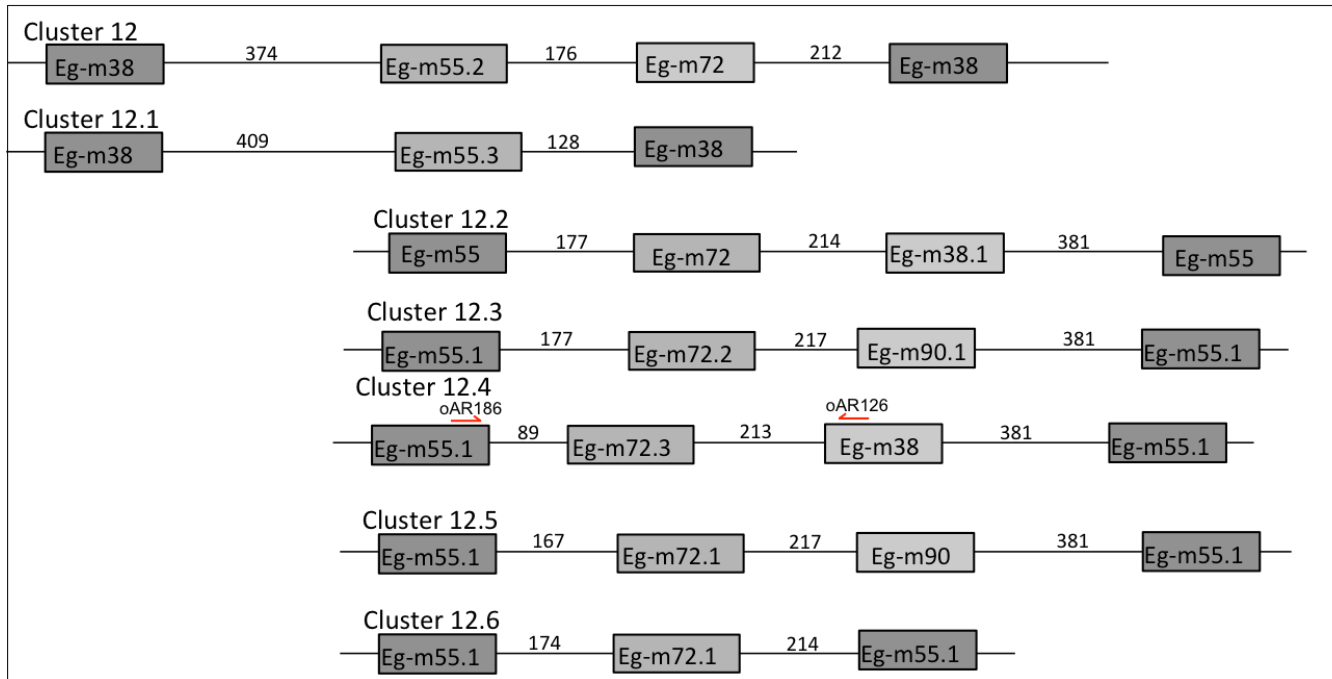 Cluster 12
Eg-m38 374 Eg-m55.2 176 Eg-m72 212 Eg-m38
Cluster 12.1
Eg-m38 409 Eg-m55.3 128 Eg-m38
Cluster 12.2
Eg-m55 177 Eg-m72 214 Eg-m38.1 381 Eg-m55
Cluster 12.3
Eg-m55.1 177 Eg-m72.2 217 Eg-m90.1 381 Eg-m55.1
Cluster 12.4
oAR186 oAR126
Eg-m55.1 89 Eg-m72.3 213 Eg-m38 381 Eg-m55.1
Cluster 12.5
Eg-m55.1 167 Eg-m72.1 217 Eg-m90 381 Eg-m55.1
Cluster 12.6
Eg-m55.1 174 Eg-m72.1 214 Eg-m55.1